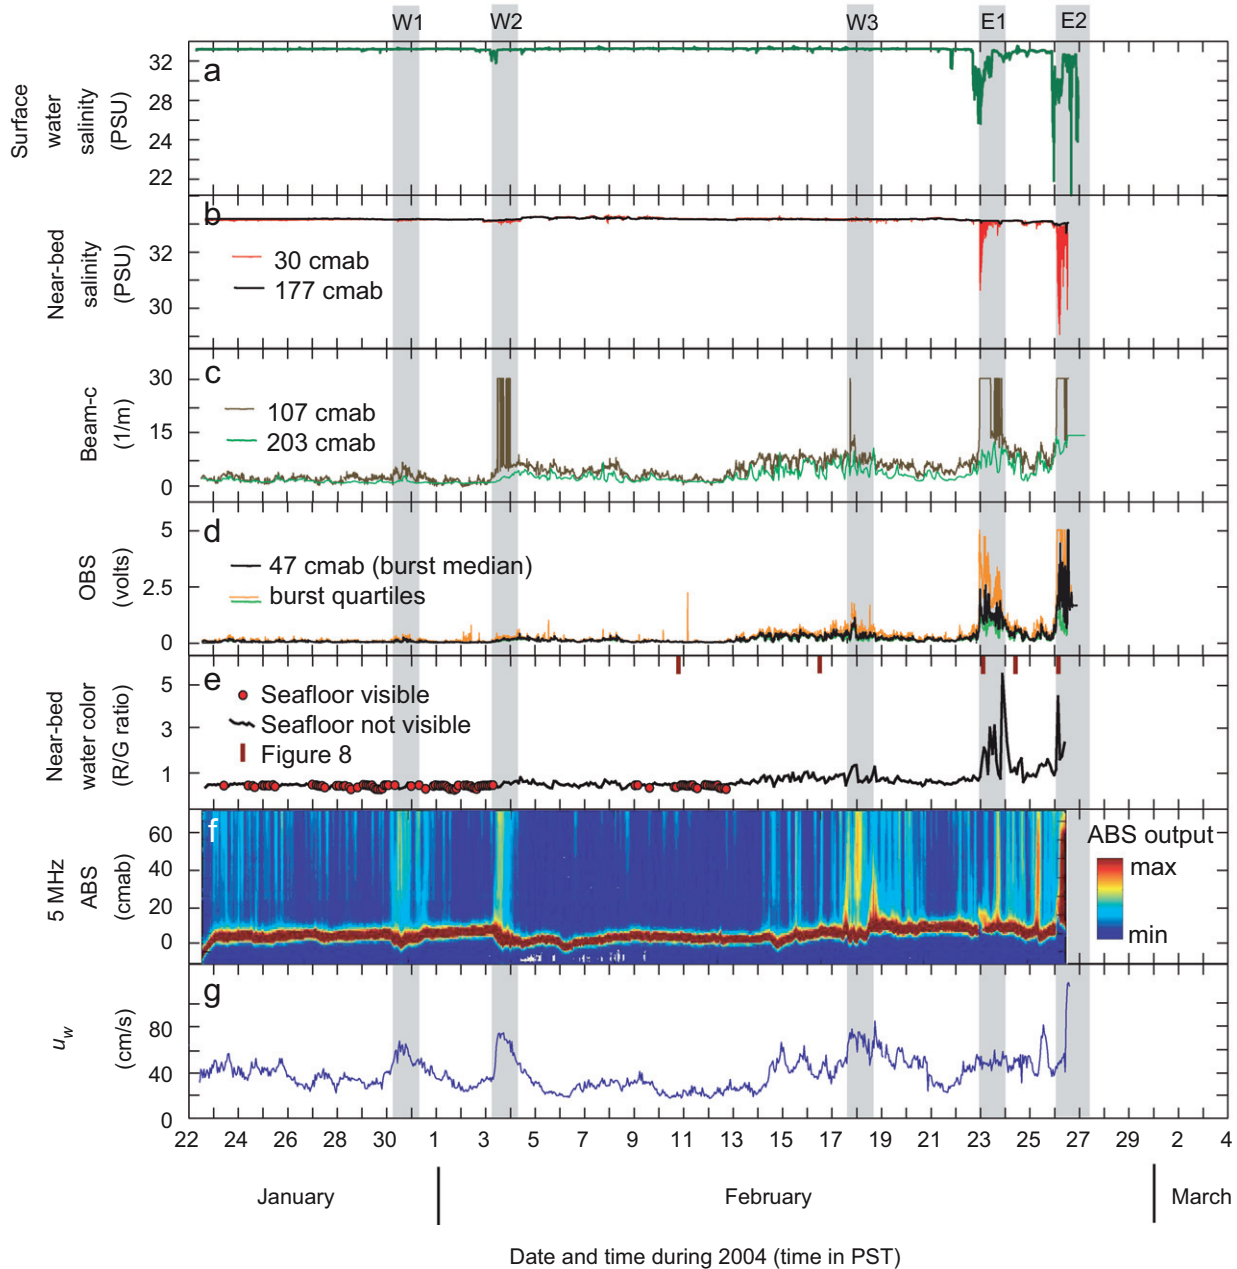 W1 W2 W3 E1 E2
a
Surface
water
salinity
(PSU)
32
28
24
22
b
Near-bed
salinity
(PSU)
32
30
30 cmab
177 cmab
c
Beam-c
(1/m)
30
15
0
107 cmab
203 cmab
d
OBS
(volts)
5
2.5
0
47 cmab (burst median)
burst quartiles
e
Near-bed
water color
(R/G ratio)
5
3
1
Seafloor visible
Seafloor not visible
Figure 8
f
5 MHz
ABS
(cmab)
60
40
20
0
ABS output
max
min
g
uw
(cm/s)
80
40
0
22 24 26 28 30 1 3 5 7 9 11 13 15 17 19 21 23 25 27 29 2 4
January February March
Date and time during 2004 (time in PST)